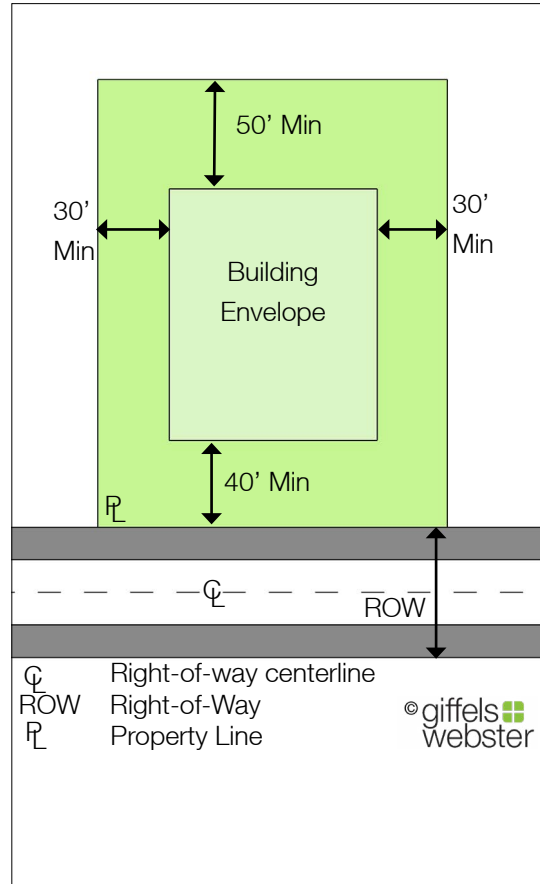 50’ Min
30’
Min
30’
Min
Building
Envelope
40’ Min
PL
CL
ROW
CL Right-of-way centerline
ROW Right-of-Way
PL Property Line
© giffels
webster